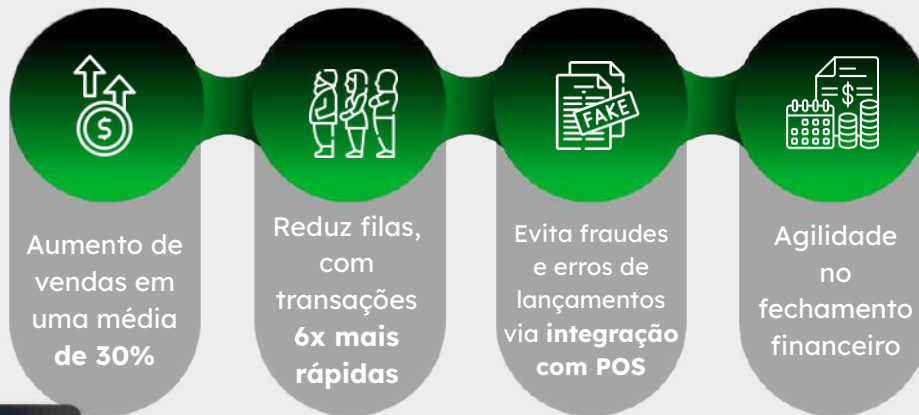 Aumento de
vendas em
uma média
de 30%
Reduz filas,
com
transações
6x mais
rápidas
FAKE
Evita fraudes
e erros de
lançamentos
via integração
com POS
Agilidade
no
fechamento
financeiro